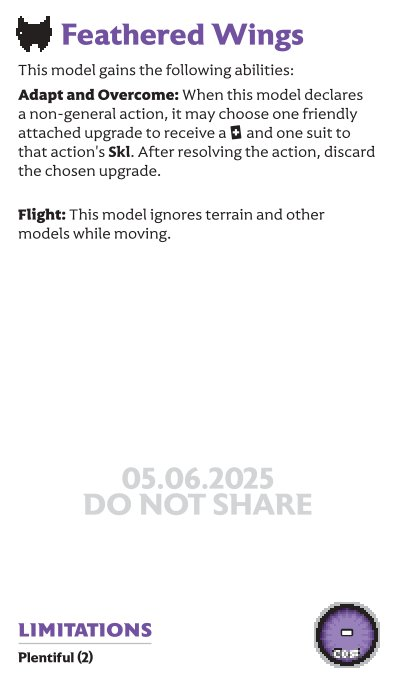 Feathered Wings
This model gains the following abilities:
Adapt and Overcome: When this model declares
a non-general action, it may choose one friendly
attached upgrade to receive a + and one suit to
that action's Skl. After resolving the action, discard
the chosen upgrade.
Flight: This model ignores terrain and other
models while moving.
05.06.2025
DO NOT SHARE
LIMITATIONS
Plentiful (2)
-
COST